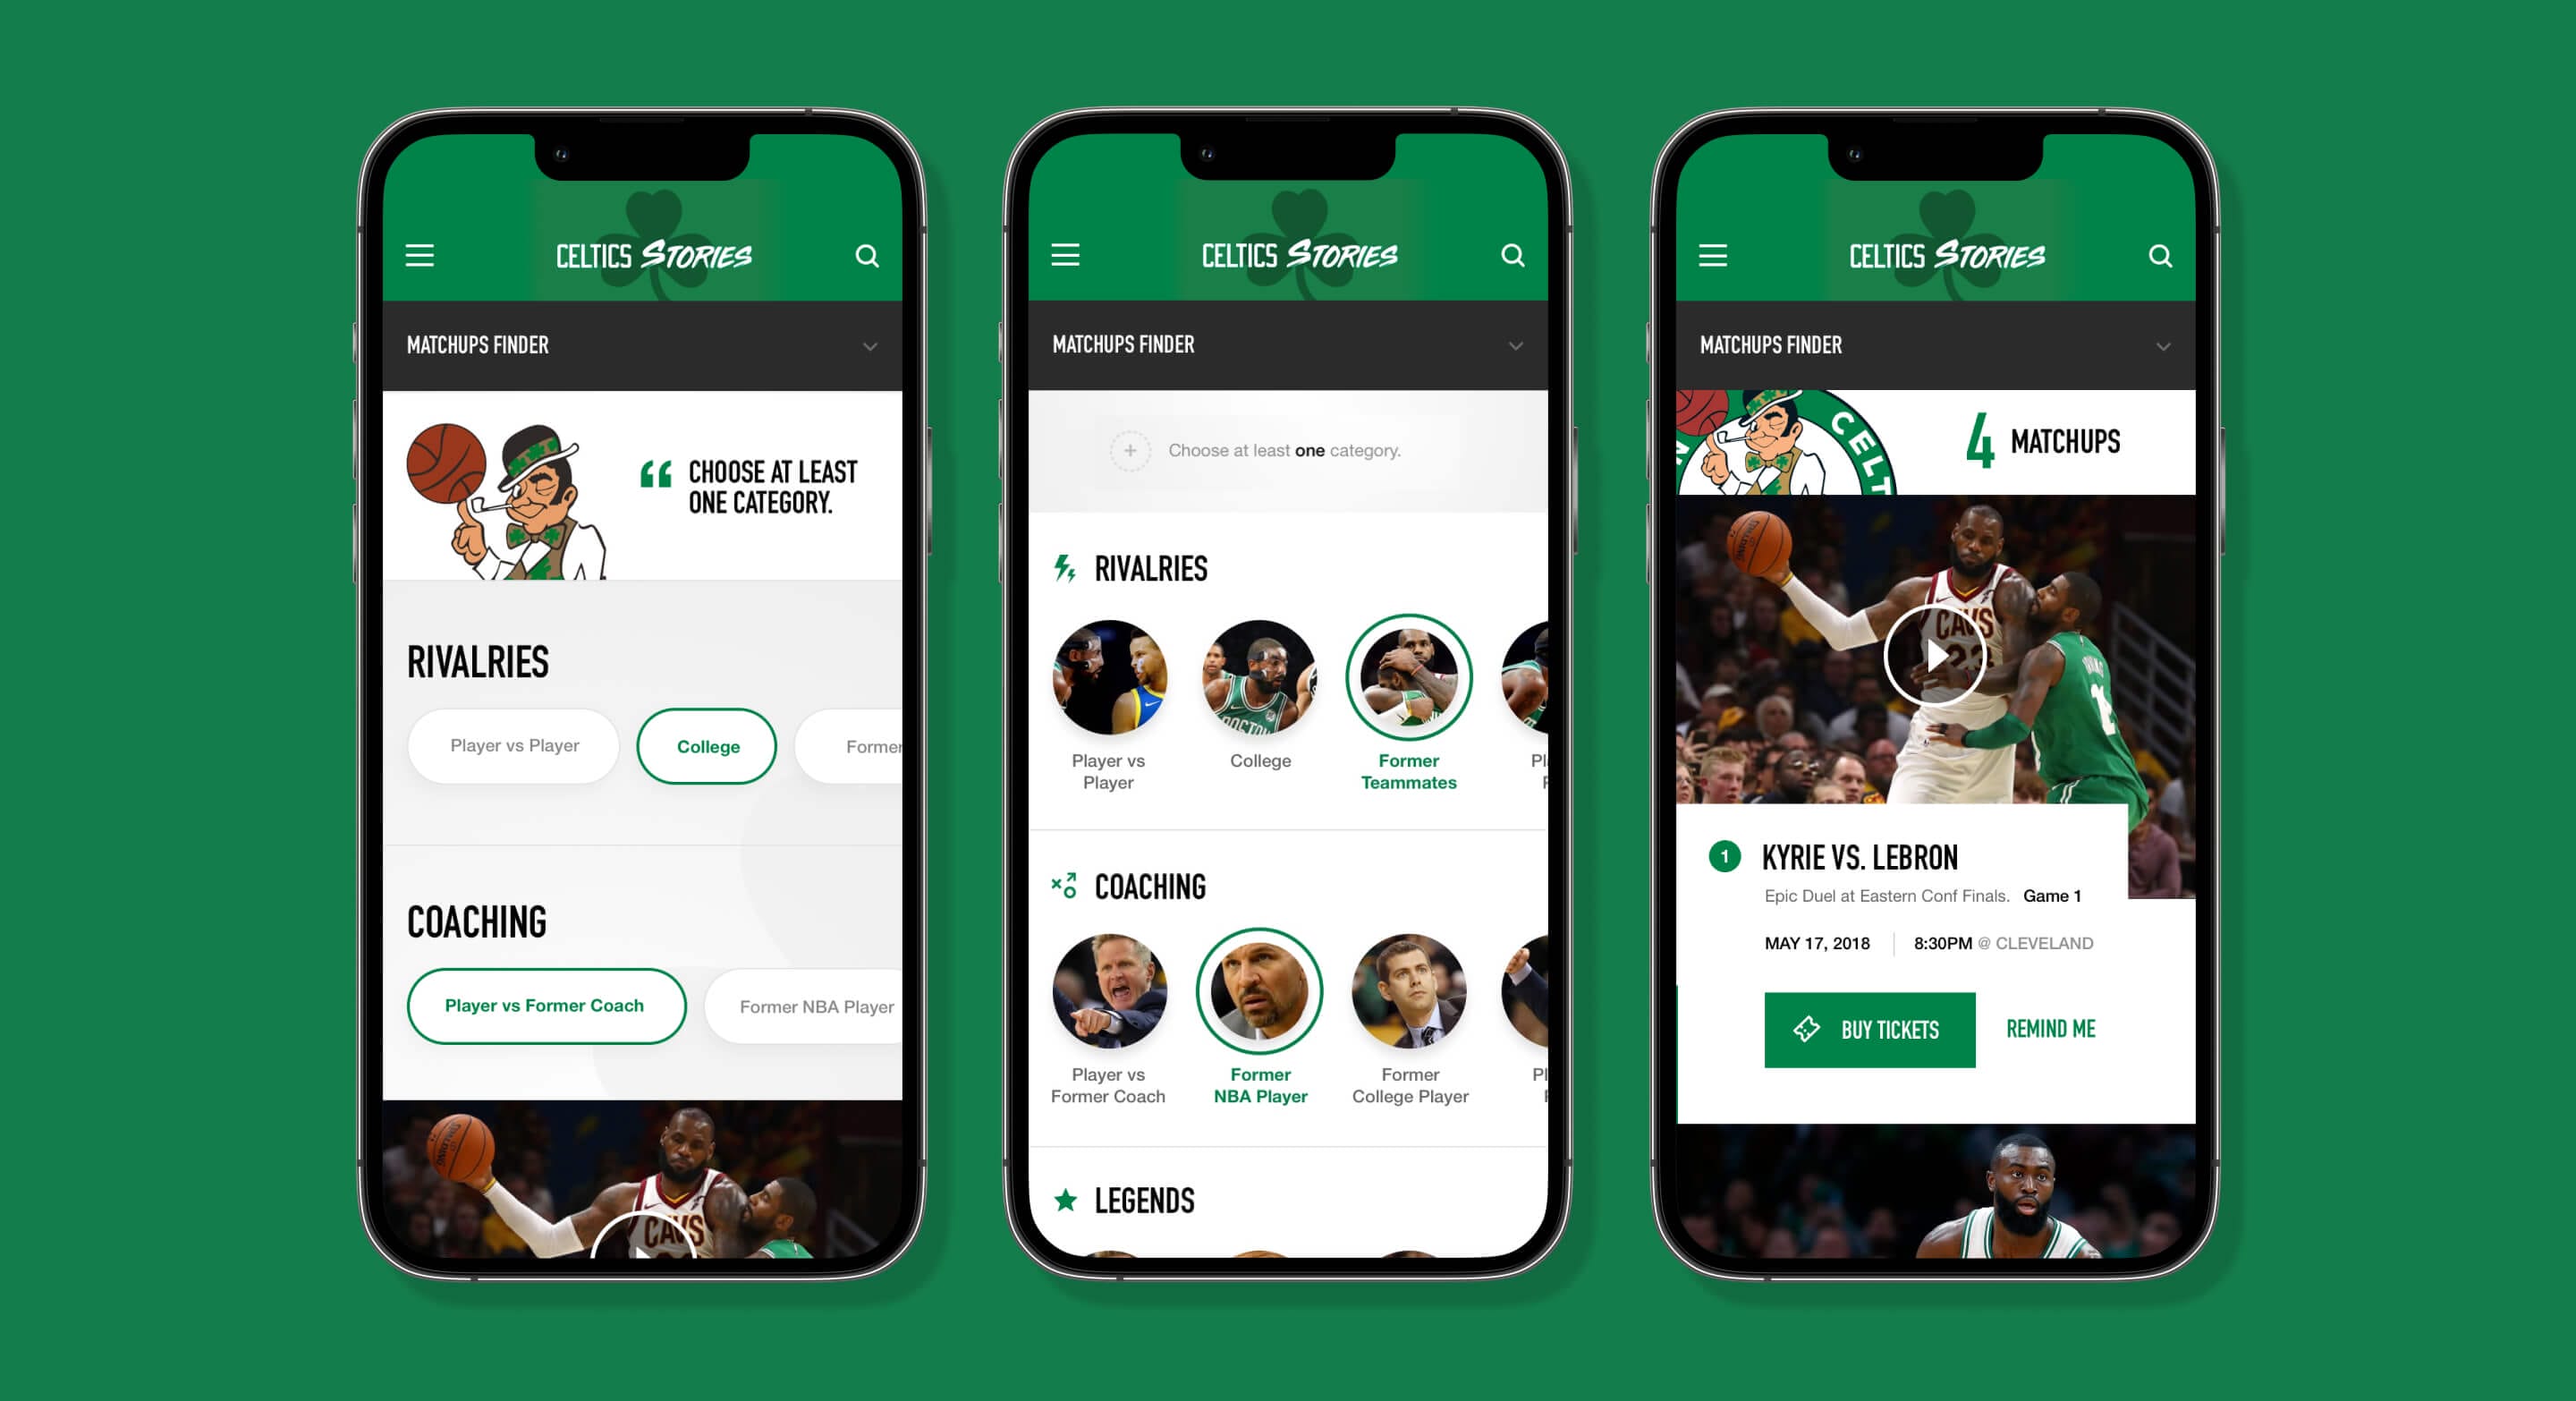 CELTICS STORIES
MATCHUPS FINDER
“ CHOOSE AT LEAST
ONE CATEGORY.
RIVALRIES
Player vs Player
College
Former
COACHING
Player vs Former Coach
Former NBA Player
CAVS
CELTICS STORIES
MATCHUPS FINDER
+ Choose at least one category.
RIVALRIES
Player vs
Player
College
Former
Teammates
Pl
COACHING
Player vs
Former Coach
Former
NBA Player
Former
College Player
Pl
LEGENDS
CELTICS STORIES
MATCHUPS FINDER
CELT
4 MATCHUPS
CAVS
23
1 KYRIE VS. LEBRON
Epic Duel at Eastern Conf Finals. Game 1
MAY 17, 2018 8:30PM @ CLEVELAND
BUY TICKETS
REMIND ME